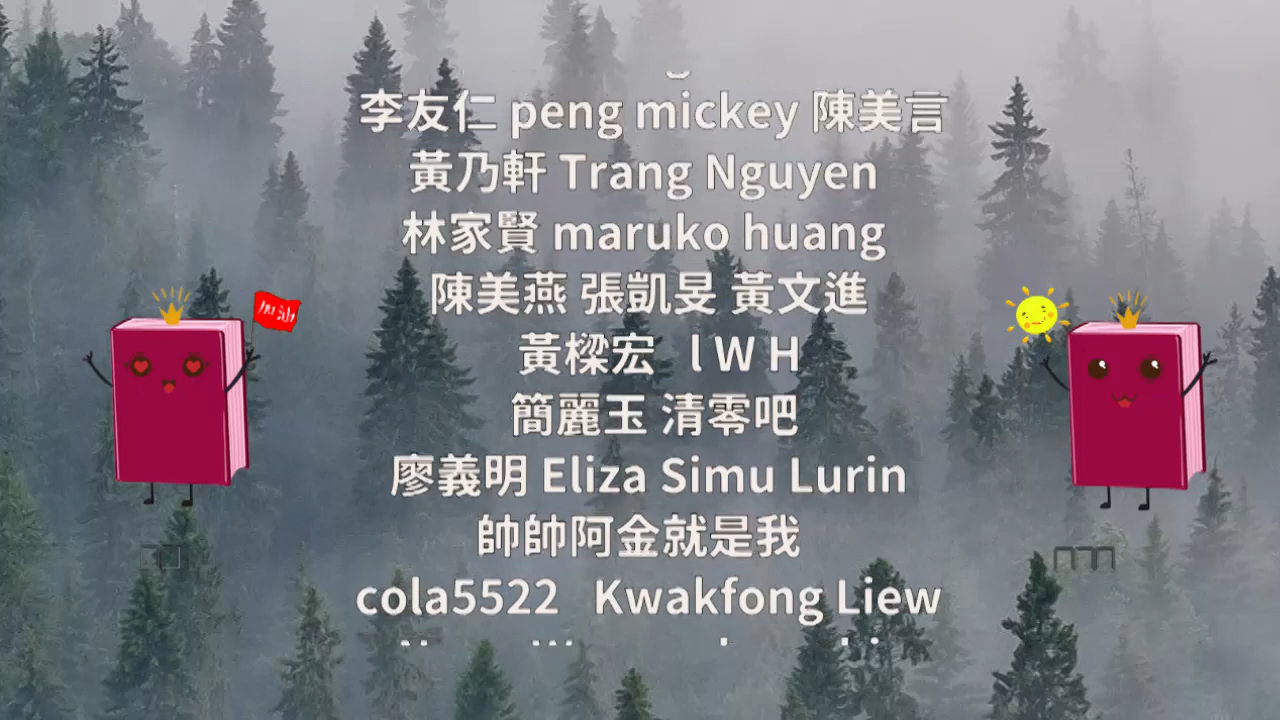 李友仁 peng mickey 陳美言
黃乃軒 Trang Nguyen
林家賢 maruko huang
陳美燕 張凱旻 黃文進
加油
黃樑宏 l W H
簡麗玉 清零吧
廖義明 Eliza Simu Lurin
帥帥阿金就是我
cola5522 Kwakfong Liew